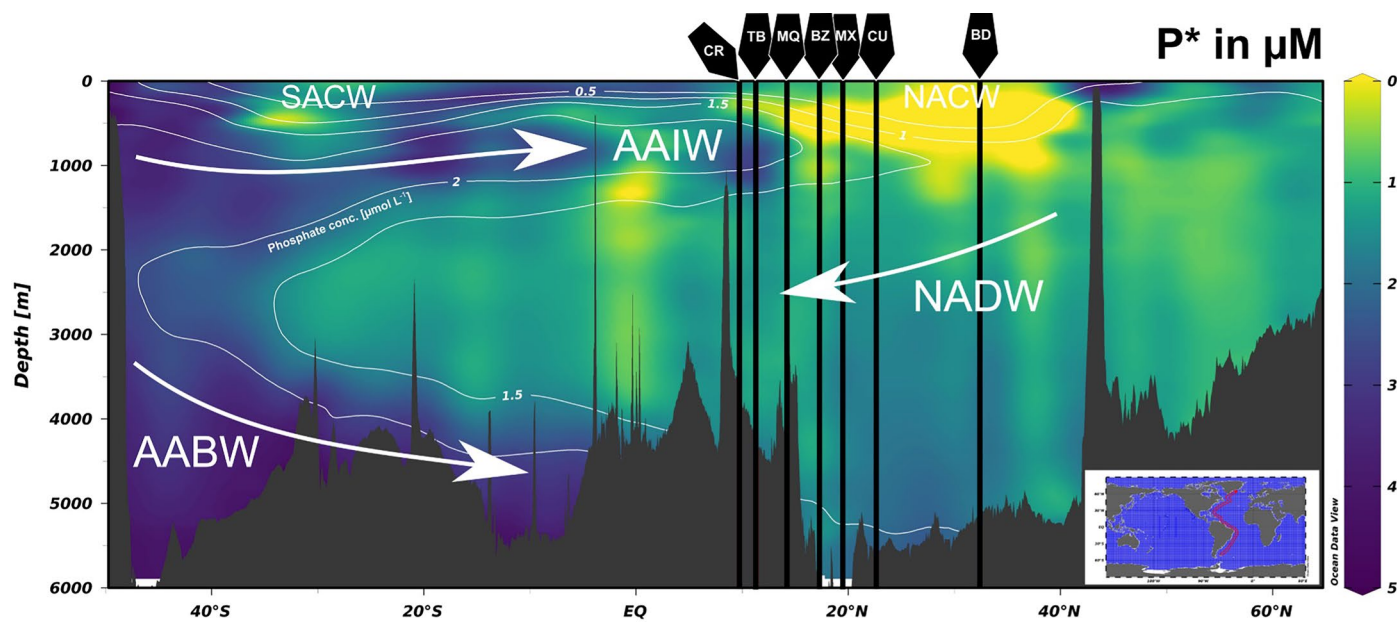 P* in µM
CR
TB
MQ
BZ
MX
CU
BD
SACW
NACW
0.5
1.5
1
AAIW
2
Phosphate conc. [µmol L⁻¹]
NADW
1.5
AABW
Depth [m]
0
1000
2000
3000
4000
5000
6000
40°S
20°S
EQ
20°N
40°N
60°N
0
1
2
3
4
5
Ocean Data View